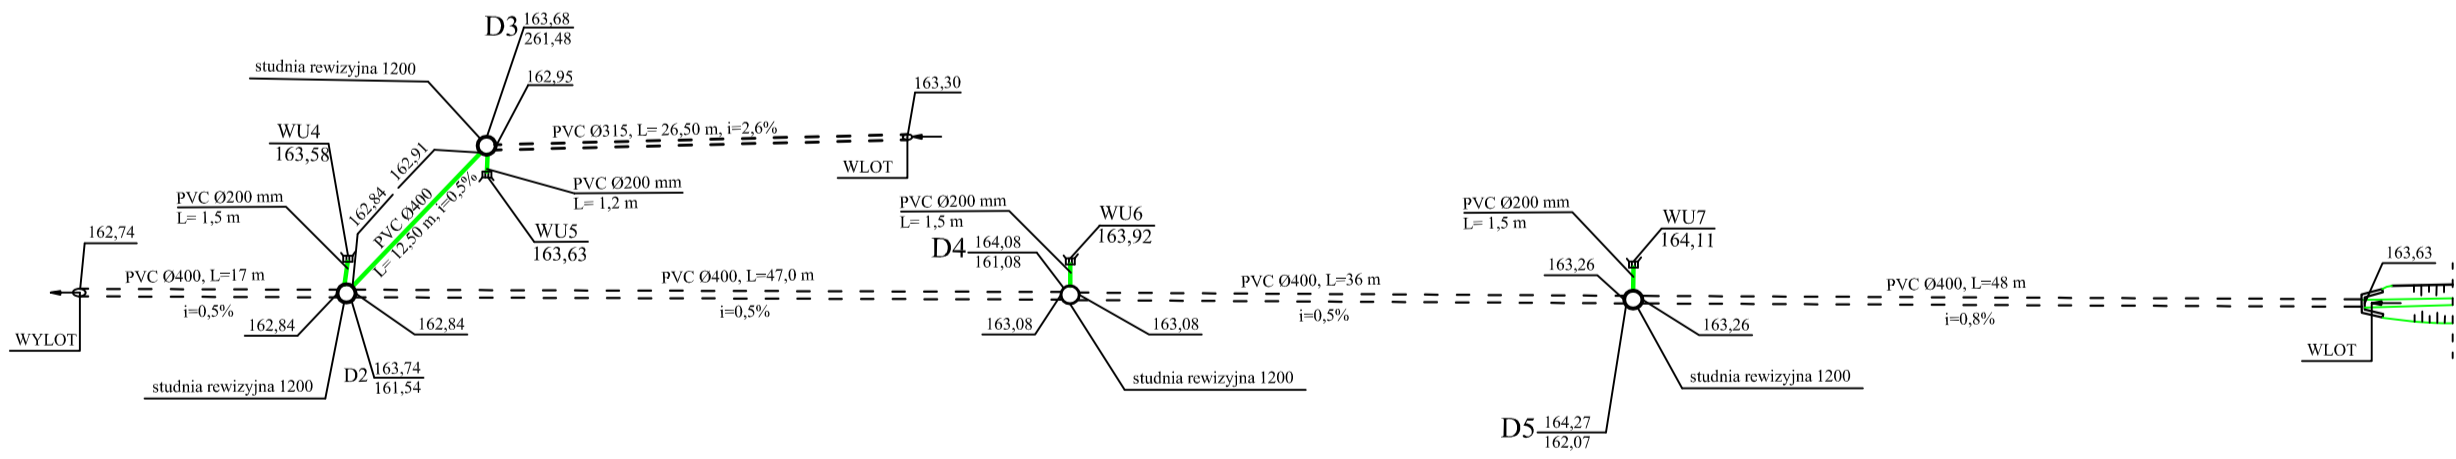 D3 163,68
261,48
studnia rewizyjna 1200
162,95
163,30
WU4
163,58
162,91
PVC Ø315, L= 26,50 m, i=2,6%
WLOT
162,84
PVC Ø400
L= 12,50 m, i=0,5%
PVC Ø200 mm
L= 1,5 m
PVC Ø200 mm
L= 1,2 m
WU5
163,63
162,74
PVC Ø400, L=17 m
i=0,5%
WYLOT
162,84
162,84
D2 163,74
161,54
studnia rewizyjna 1200
PVC Ø400, L=47,0 m
i=0,5%
PVC Ø200 mm
L= 1,5 m
WU6
163,92
D4 164,08
161,08
163,08
163,08
studnia rewizyjna 1200
PVC Ø400, L=36 m
i=0,5%
PVC Ø200 mm
L= 1,5 m
WU7
164,11
163,26
163,26
studnia rewizyjna 1200
D5 164,27
162,07
PVC Ø400, L=48 m
i=0,8%
163,63
WLOT